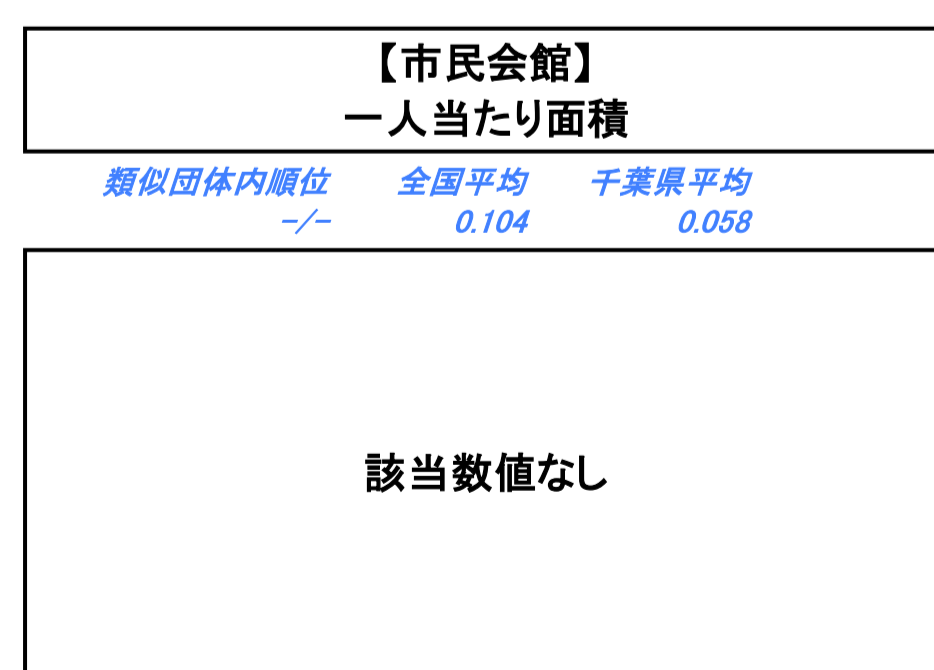 【市民会館】
一人当たり面積
類似団体内順位 全国平均 千葉県平均
-/- 0.104 0.058
該当数値なし